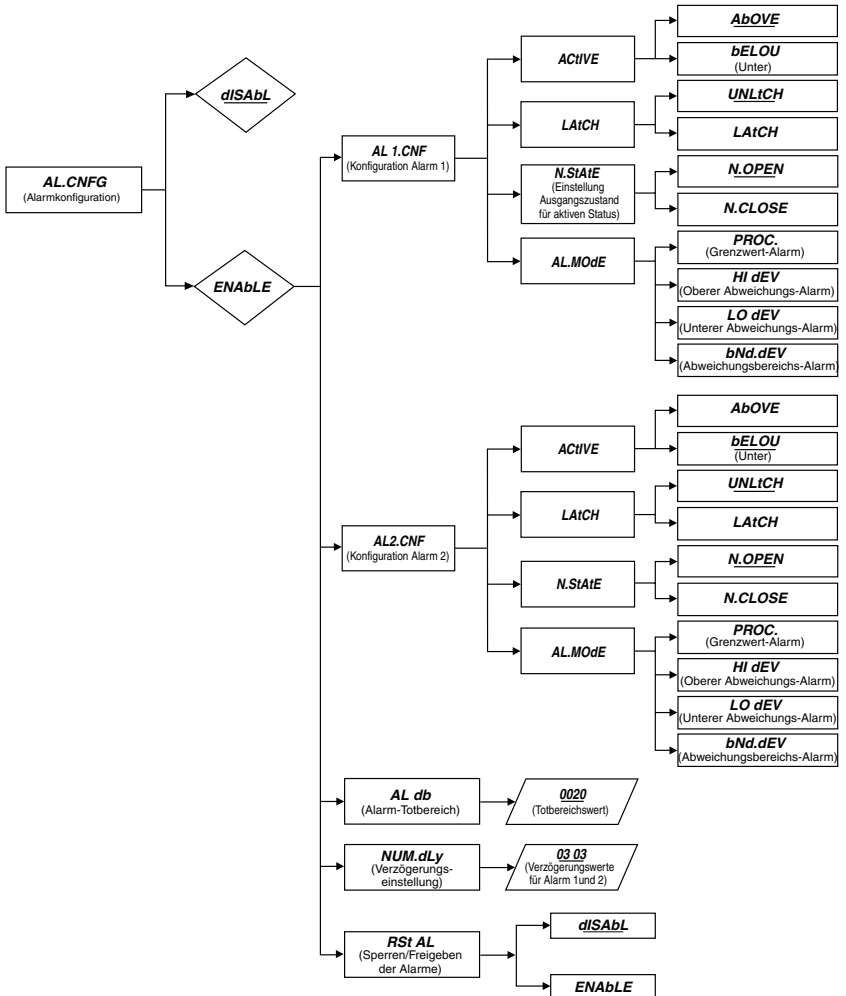 AL.CNFG
(Alarmkonfiguration)
dISAbL
ENAbLE
AL 1.CNF
(Konfiguration Alarm 1)
ACtIVE
AbOVE
bELOU
(Unter)
LAtCH
UNLtCH
LAtCH
N.StAtE
(Einstellung
Ausgangszustand
für aktiven Status)
N.OPEN
N.CLOSE
AL.MOdE
PROC.
(Grenzwert-Alarm)
HI dEV
(Oberer Abweichungs-Alarm)
LO dEV
(Unterer Abweichungs-Alarm)
bNd.dEV
(Abweichungsbereichs-Alarm)
AL2.CNF
(Konfiguration Alarm 2)
ACtIVE
AbOVE
bELOU
(Unter)
LAtCH
UNLtCH
LAtCH
N.StAtE
N.OPEN
N.CLOSE
AL.MOdE
PROC.
(Grenzwert-Alarm)
HI dEV
(Oberer Abweichungs-Alarm)
LO dEV
(Unterer Abweichungs-Alarm)
bNd.dEV
(Abweichungsbereichs-Alarm)
AL db
(Alarm-Totbereich)
0020
(Totbereichswert)
NUM.dLy
(Verzögerungs-
einstellung)
03 03
(Verzögerungswerte
für Alarm 1und 2)
RSt AL
(Sperren/Freigeben
der Alarme)
dISAbL
ENAbLE